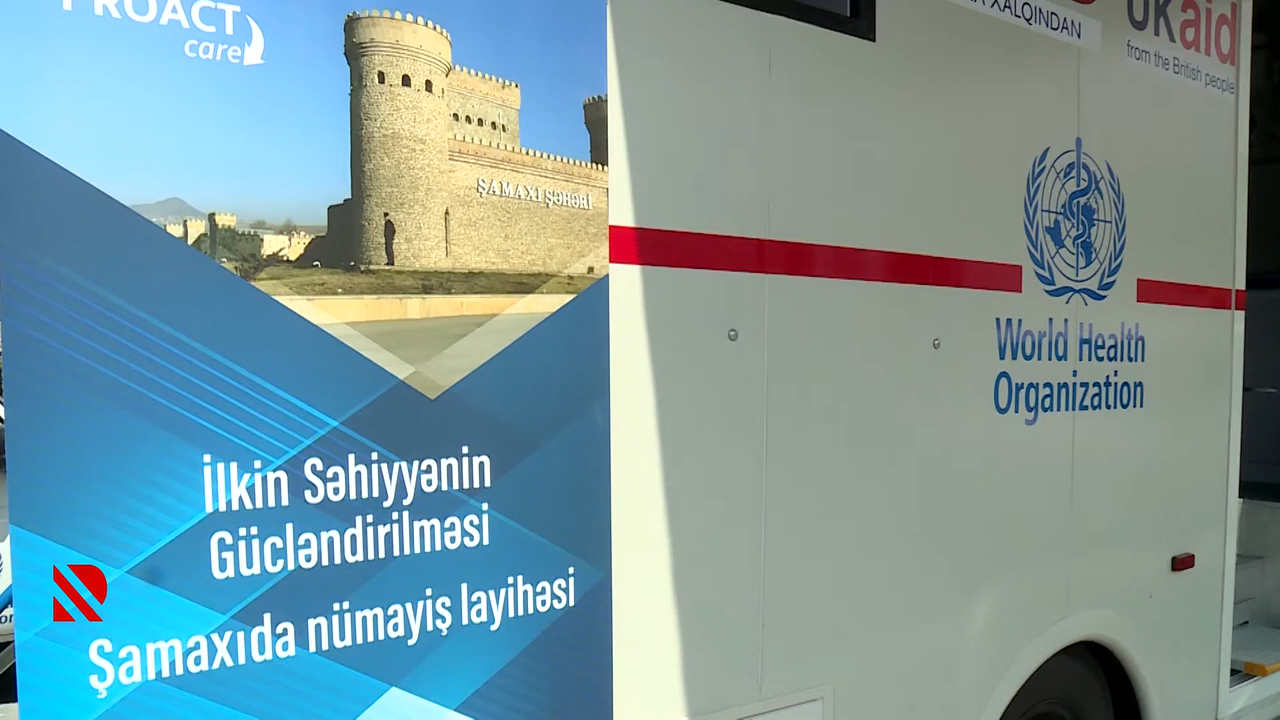 PROACT
care
ŞAMAXI ŞƏHƏRİ
İlkin Səhiyyənin
Gücləndirilməsi
Şamaxıda nümayiş layihəsi
XALQINDAN
UKaid
from the British people
World Health
Organization